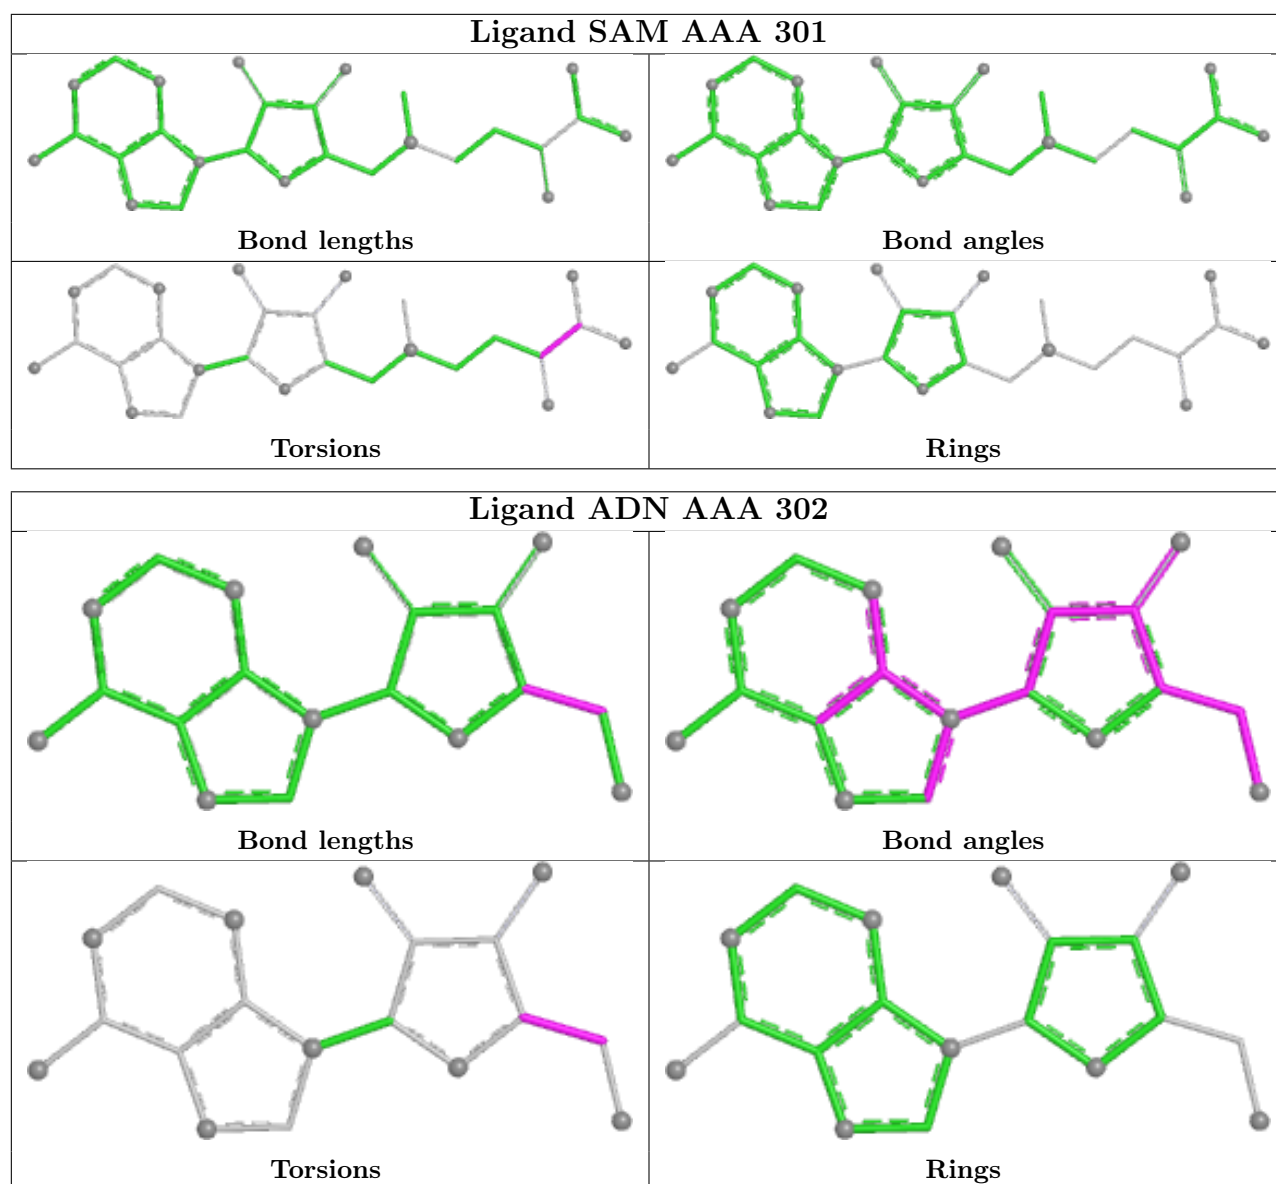 Ligand SAM AAA 301
Bond lengths
Bond angles
Torsions
Rings
Ligand ADN AAA 302
Bond lengths
Bond angles
Torsions
Rings